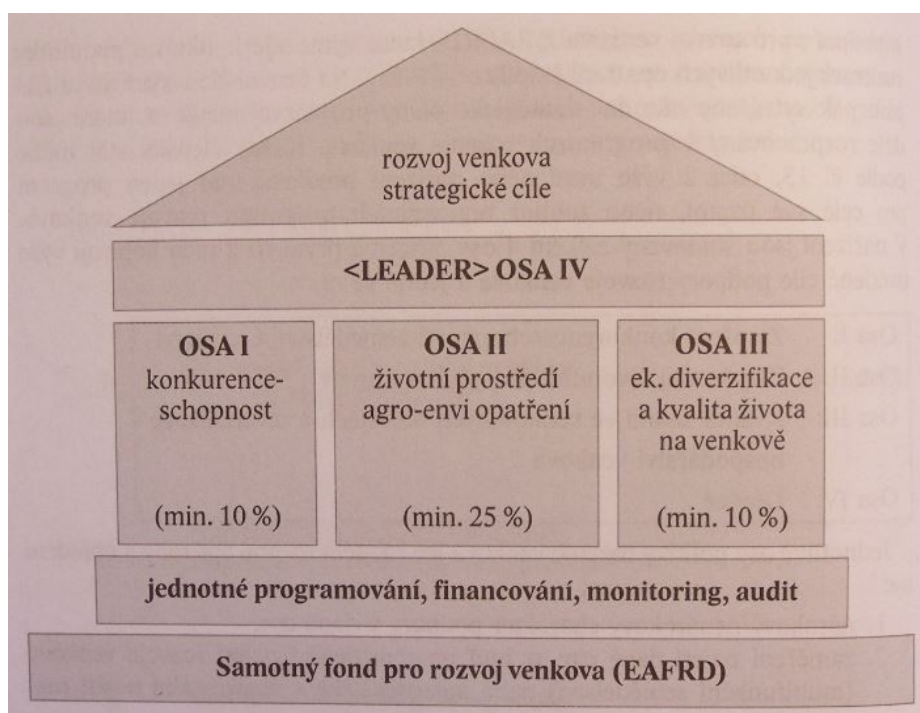 rozvoj venkova
strategické cíle
<LEADER> OSA IV
OSA I
konkurence-
schopnost
(min. 10 %)
OSA II
životní prostředí
agro-envi opatření
(min. 25 %)
OSA III
ek. diverzifikace
a kvalita života
na venkově
(min. 10 %)
jednotné programování, financování, monitoring, audit
Samotný fond pro rozvoj venkova (EAFRD)